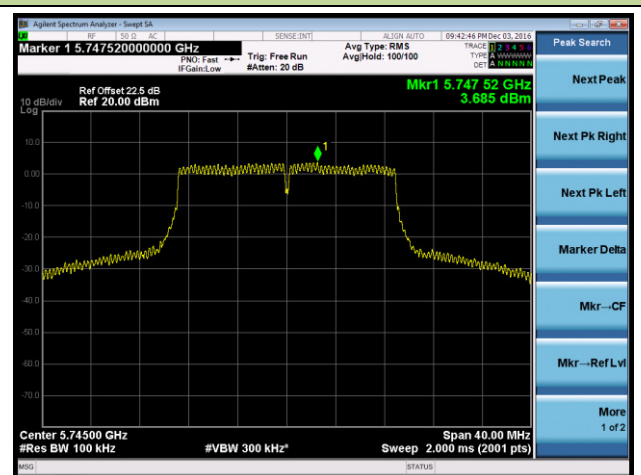 Agilent Spectrum Analyzer - Swept SA
RF 50 Ω AC SENSE:INT ALIGN AUTO 09:42:46 PM Dec 03, 2016
Marker 1 5.747520000000 GHz
PNO: Fast
IFGain:Low
Trig: Free Run
#Atten: 20 dB
Avg Type: RMS
Avg|Hold: 100/100
TRACE 1 2 3 4 5 6
TYPE A WWWWW
DET A N N N N N
Peak Search
Ref Offset 22.5 dB
10 dB/div Ref 20.00 dBm
Log
Mkr1 5.747 52 GHz
3.685 dBm
1
10.0
0.00
-10.0
-20.0
-30.0
-40.0
-50.0
-60.0
-70.0
Center 5.74500 GHz
#Res BW 100 kHz
#VBW 300 kHz*
Span 40.00 MHz
Sweep 2.000 ms (2001 pts)
MSG STATUS
Next Peak
Next Pk Right
Next Pk Left
Marker Delta
Mkr→CF
Mkr→Ref Lvl
More
1 of 2